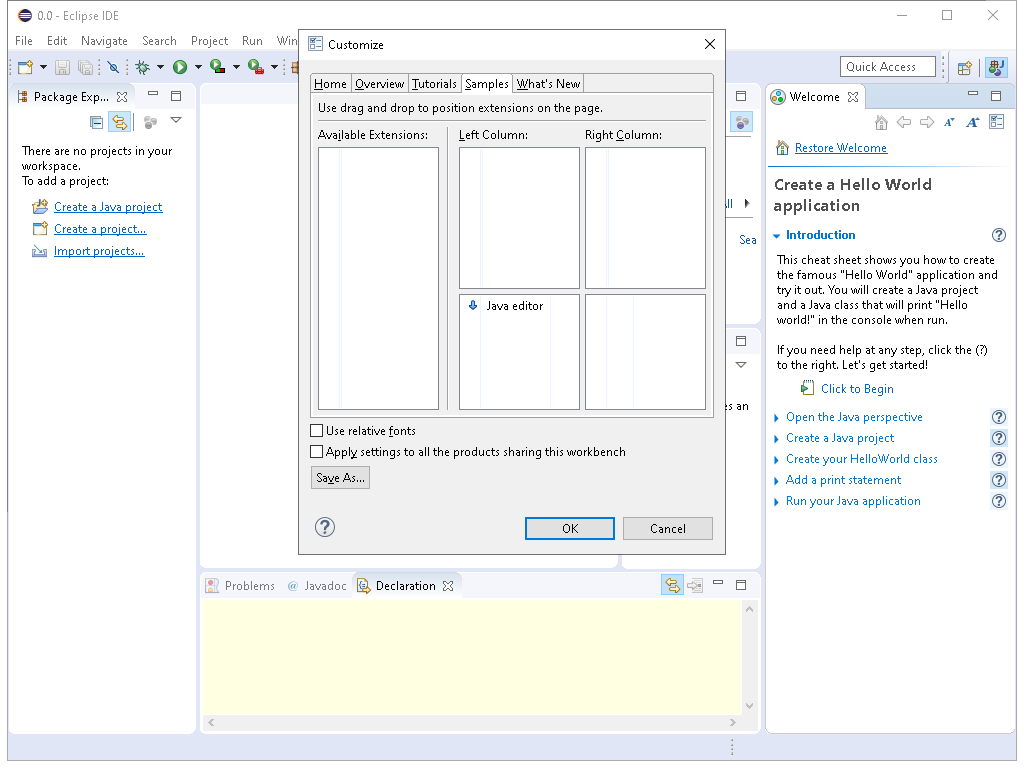 0.0 - Eclipse IDE
File Edit Navigate Search Project Run Win
Quick Access
Package Exp...
There are no projects in your
workspace.
To add a project:
Create a Java project
Create a project...
Import projects...
Customize
Home Overview Tutorials Samples What's New
Use drag and drop to position extensions on the page.
Available Extensions: Left Column: Right Column:
Java editor
Use relative fonts
Apply settings to all the products sharing this workbench
Save As...
OK Cancel
Sea
es an
Problems @ Javadoc Declaration
Welcome
Restore Welcome
Create a Hello World
application
Introduction
This cheat sheet shows you how to create
the famous "Hello World" application and
try it out. You will create a Java project
and a Java class that will print "Hello
world!" in the console when run.
If you need help at any step, click the (?)
to the right. Let's get started!
Click to Begin
Open the Java perspective
Create a Java project
Create your HelloWorld class
Add a print statement
Run your Java application